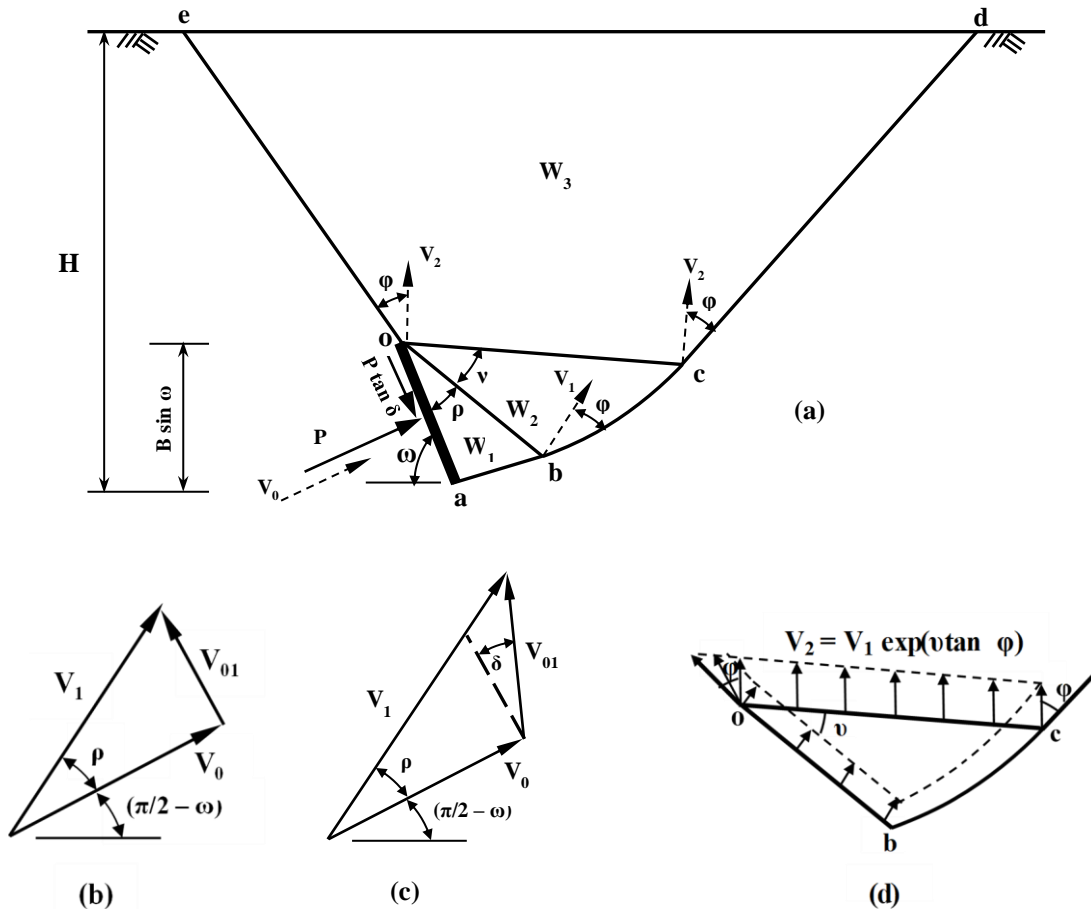 e
d
W₃
H
φ
V₂
V₂
φ
o
c
B sin ω
P tan δ
ν
ρ
V₁
φ
W₂
W₁
(a)
P
ω
V₀
a
b
V₁
V₀₁
ρ
V₀
(π/2 – ω)
(b)
δ
V₀₁
V₁
ρ
V₀
(π/2 – ω)
(c)
V₂ = V₁ exp(υtan φ)
φ
φ
o
υ
c
b
(d)